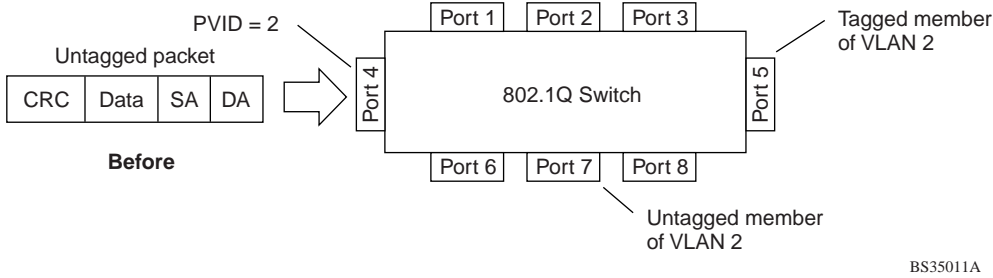 PVID = 2
Port 1
Port 2
Port 3
Tagged member
of VLAN 2
Untagged packet
CRC
Data
SA
DA
Port 4
802.1Q Switch
Port 5
Before
Port 6
Port 7
Port 8
Untagged member
of VLAN 2
BS35011A